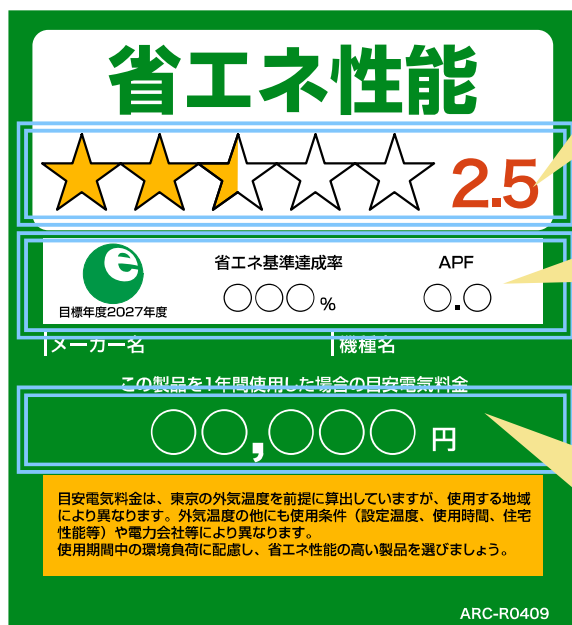 省エネ性能
2.5
e
省エネ基準達成率
APF
○○○%
○.○
目標年度2027年度
メーカー名
機種名
この製品を1年間使用した場合の目安電気料金
○○,○○○円
目安電気料金は、東京の外気温度を前提に算出していますが、使用する地域
により異なります。外気温度の他にも使用条件（設定温度、使用時間、住宅
性能等）や電力会社等により異なります。
使用期間中の環境負荷に配慮し、省エネ性能の高い製品を選びましょう。
ARC-R0409